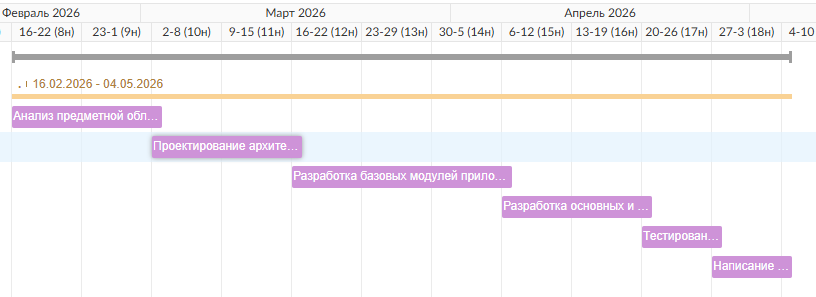 Февраль 2026 Март 2026 Апрель 2026
16-22 (8н) 23-1 (9н) 2-8 (10н) 9-15 (11н) 16-22 (12н) 23-29 (13н) 30-5 (14н) 6-12 (15н) 13-19 (16н) 20-26 (17н) 27-3 (18н) 4-10
16.02.2026 - 04.05.2026
Анализ предметной обл...
Проектирование архите...
Разработка базовых модулей прило...
Разработка основных и ...
Тестирован...
Написание ...